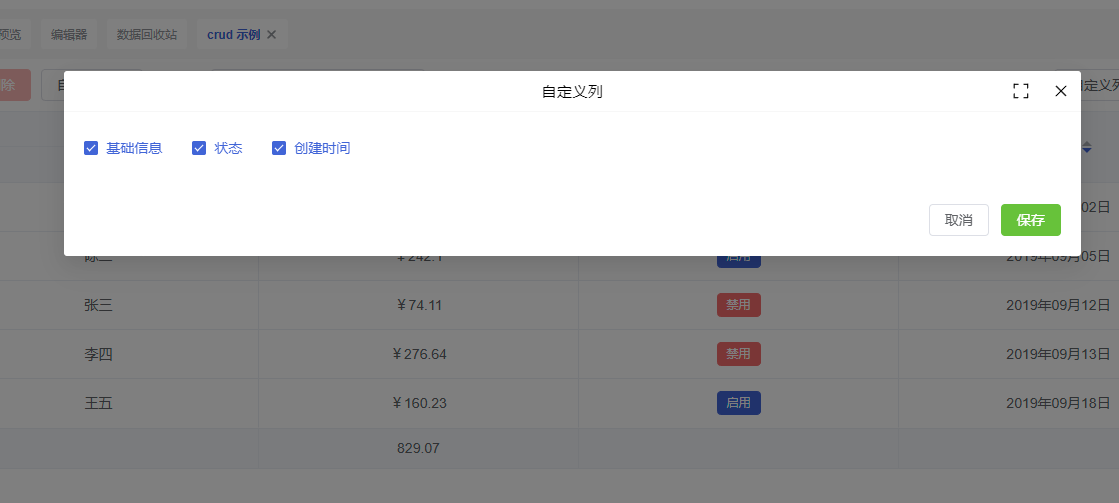 预览 编辑器 数据回收站 crud 示例
除 自 自定义列
自定义列
基础信息 状态 创建时间
02日
取消 保存
陈二 ￥242.1 启用 2019年09月05日
张三 ￥74.11 禁用 2019年09月12日
李四 ￥276.64 禁用 2019年09月13日
王五 ￥160.23 启用 2019年09月18日
829.07